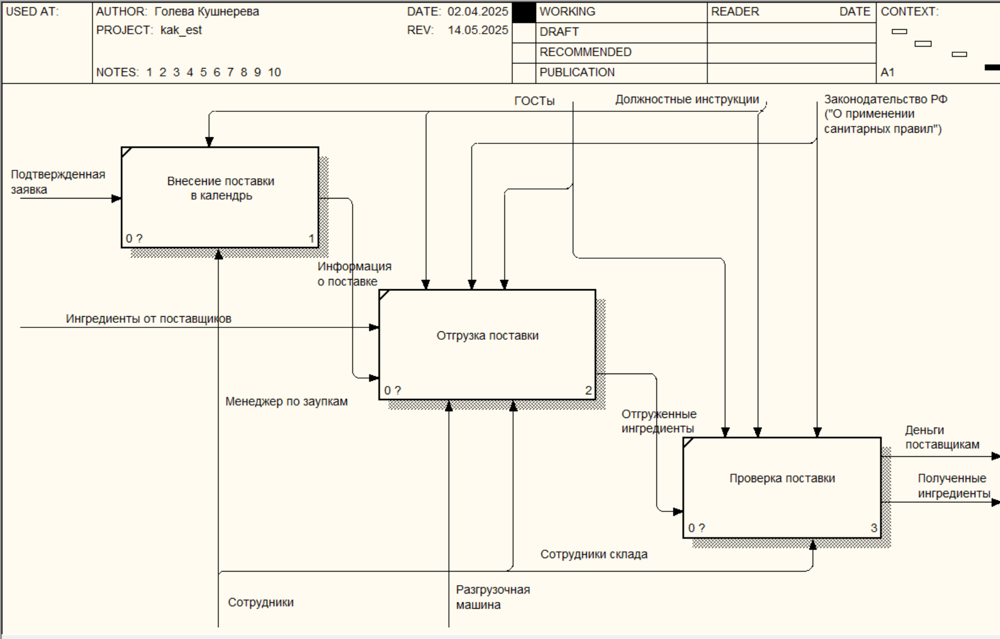 USED AT:
AUTHOR: Голева Кушнерева
DATE: 02.04.2025
PROJECT: kak_est
REV: 14.05.2025
NOTES: 1 2 3 4 5 6 7 8 9 10
WORKING
DRAFT
RECOMMENDED
PUBLICATION
READER DATE
CONTEXT:
A1
ГОСТы
Должностные инструкции
Законодательство РФ
("О применении
санитарных правил")
Подтвержденная
заявка
Внесение поставки
в календрь
0 ? 1
Информация
о поставке
Ингредиенты от поставщиков
Отгрузка поставки
0 ? 2
Менеджер по заупкам
Отгруженные
ингредиенты
Деньги
поставщикам
Проверка поставки
Полученные
ингредиенты
0 ? 3
Сотрудники склада
Сотрудники
Разгрузочная
машина